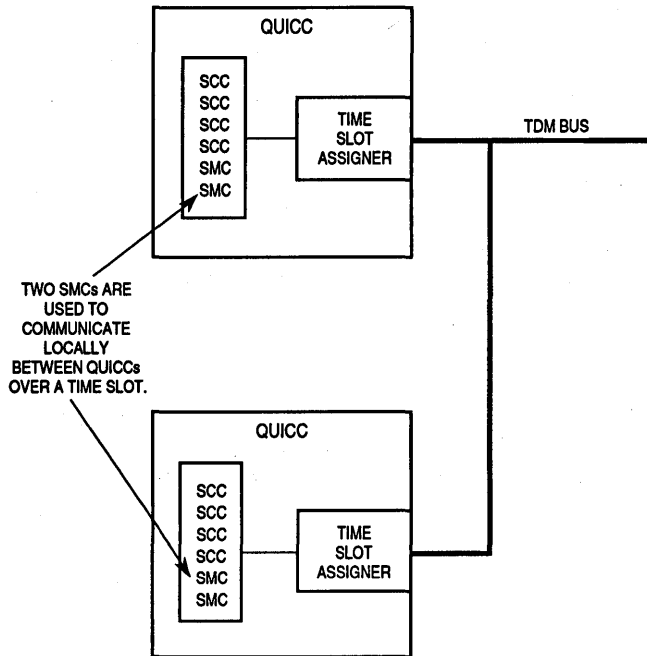 QUICC
SCC
SCC
SCC
SCC
SMC
SMC
TIME
SLOT
ASSIGNER
TDM BUS
TWO SMCs ARE
USED TO
COMMUNICATE
LOCALLY
BETWEEN QUICCs
OVER A TIME SLOT.
QUICC
SCC
SCC
SCC
SCC
SMC
SMC
TIME
SLOT
ASSIGNER